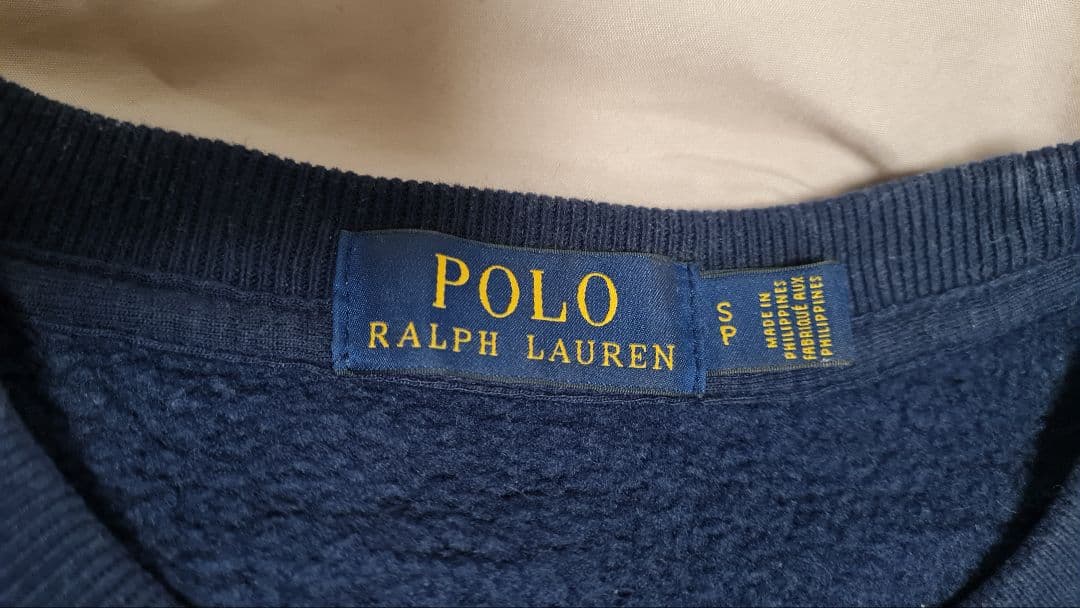 POLO
RALPH LAUREN
S
P
MADE IN
PHILIPPINES
FABRIQUÉ AUX
PHILIPPINES